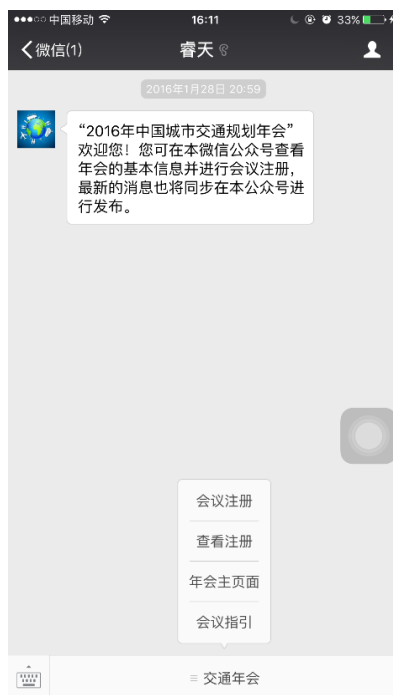 中国移动 16:11 33%
微信(1) 睿天
2016年1月28日 20:59
“2016年中国城市交通规划年会”
欢迎您！您可在本微信公众号查看
年会的基本信息并进行会议注册，
最新的消息也将同步在本公众号进
行发布。
会议注册
查看注册
年会主页面
会议指引
交通年会